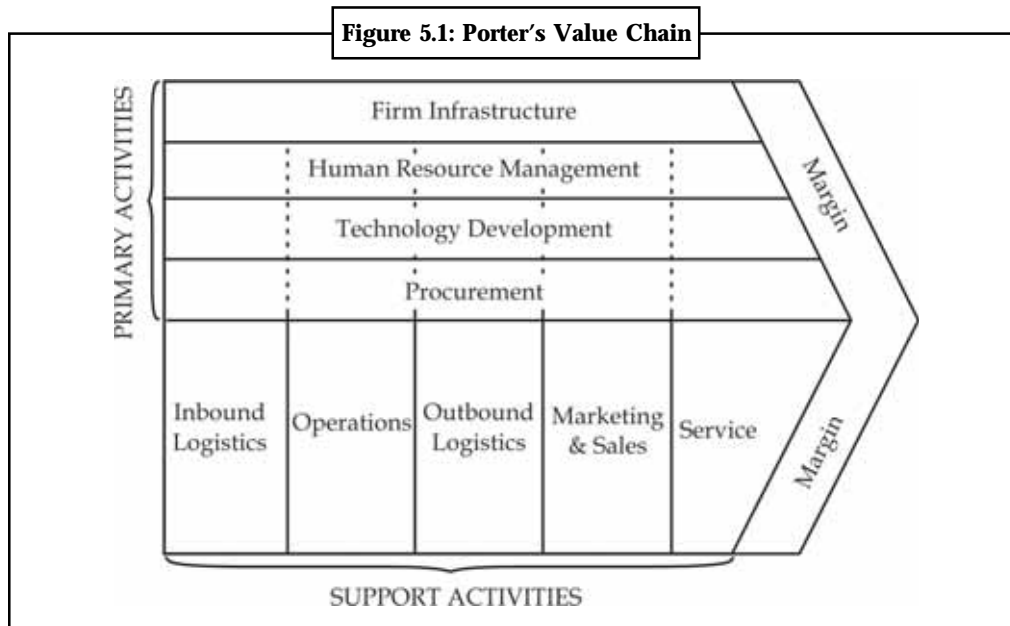 Figure 5.1: Porter's Value Chain
PRIMARY ACTIVITIES
Firm Infrastructure
Human Resource Management
Technology Development
Procurement
Margin
Inbound
Logistics
Operations
Outbound
Logistics
Marketing
& Sales
Service
Margin
SUPPORT ACTIVITIES